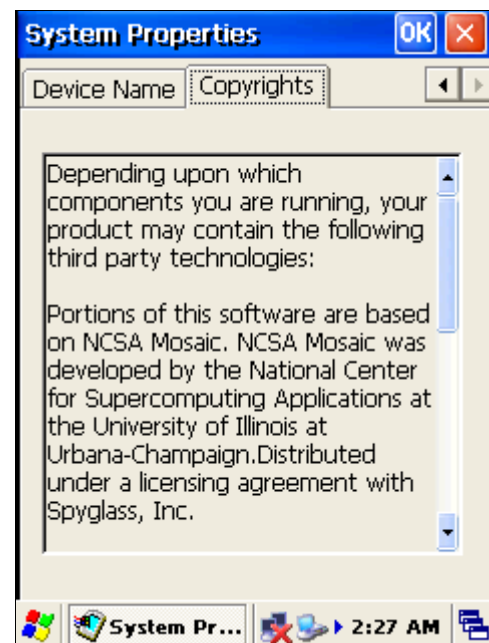 System Properties OK
Device Name Copyrights
Depending upon which
components you are running, your
product may contain the following
third party technologies:
Portions of this software are based
on NCSA Mosaic. NCSA Mosaic was
developed by the National Center
for Supercomputing Applications at
the University of Illinois at
Urbana-Champaign.Distributed
under a licensing agreement with
Spyglass, Inc.
System Pr... 2:27 AM